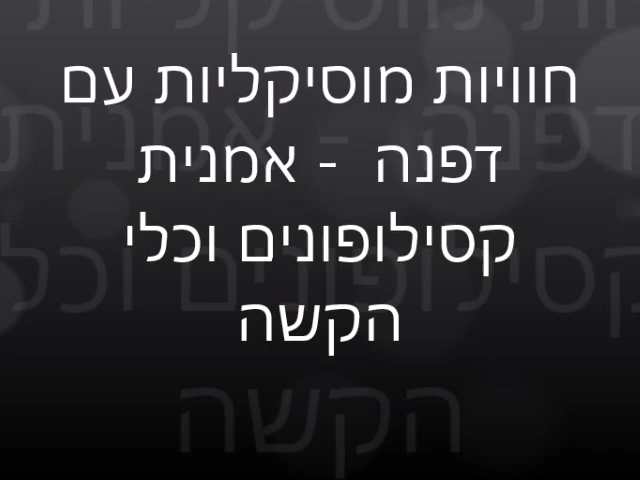 חוויות מוסיקליות עם
דפנה - אמנית
קסילופונים וכלי
הקשה